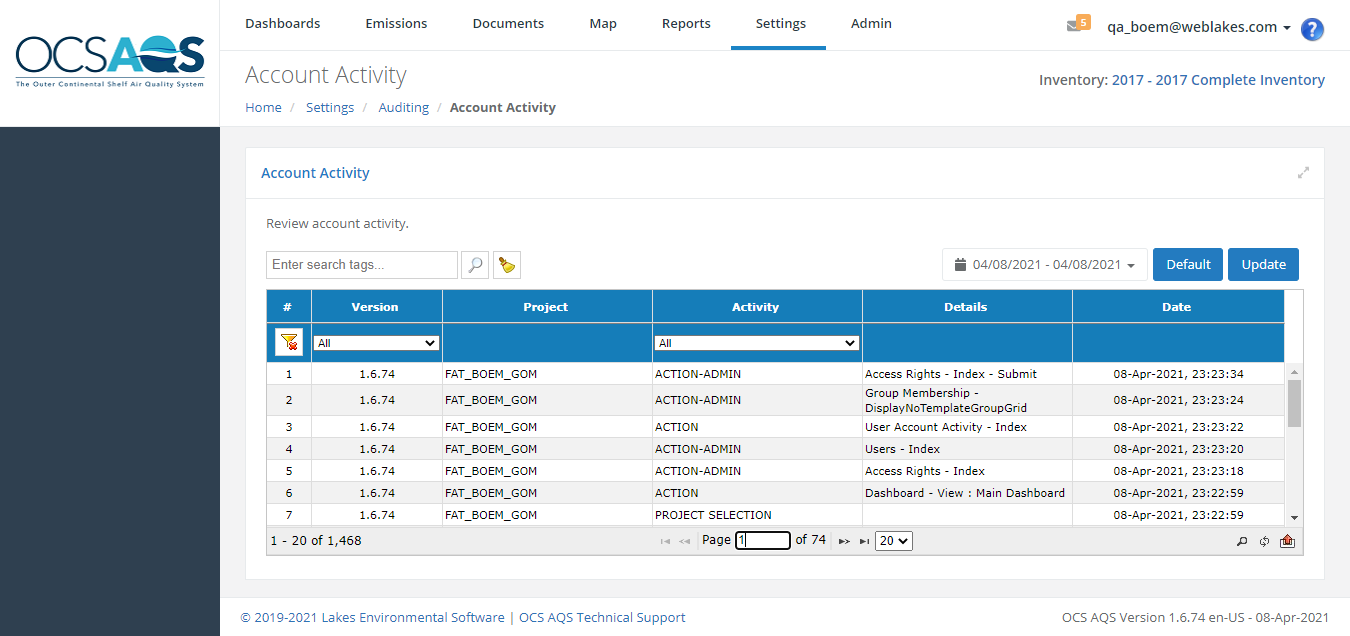 Dashboards Emissions Documents Map Reports Settings Admin 5 qa_boem@weblakes.com ?
OCSAQS
The Outer Continental Shelf Air Quality System
Account Activity
Inventory: 2017 - 2017 Complete Inventory
Home / Settings / Auditing / Account Activity
Account Activity
Review account activity.
Enter search tags... 04/08/2021 - 04/08/2021 Default Update
# Version Project Activity Details Date
All All
1 1.6.74 FAT_BOEM_GOM ACTION-ADMIN Access Rights - Index - Submit 08-Apr-2021, 23:23:34
2 1.6.74 FAT_BOEM_GOM ACTION-ADMIN Group Membership - 08-Apr-2021, 23:23:24
DisplayNoTemplateGroupGrid
3 1.6.74 FAT_BOEM_GOM ACTION User Account Activity - Index 08-Apr-2021, 23:23:22
4 1.6.74 FAT_BOEM_GOM ACTION-ADMIN Users - Index 08-Apr-2021, 23:23:20
5 1.6.74 FAT_BOEM_GOM ACTION-ADMIN Access Rights - Index 08-Apr-2021, 23:23:18
6 1.6.74 FAT_BOEM_GOM ACTION Dashboard - View : Main Dashboard 08-Apr-2021, 23:22:59
7 1.6.74 FAT_BOEM_GOM PROJECT SELECTION 08-Apr-2021, 23:22:59
1 - 20 of 1,468 Page 1 of 74 20
© 2019-2021 Lakes Environmental Software | OCS AQS Technical Support OCS AQS Version 1.6.74 en-US - 08-Apr-2021